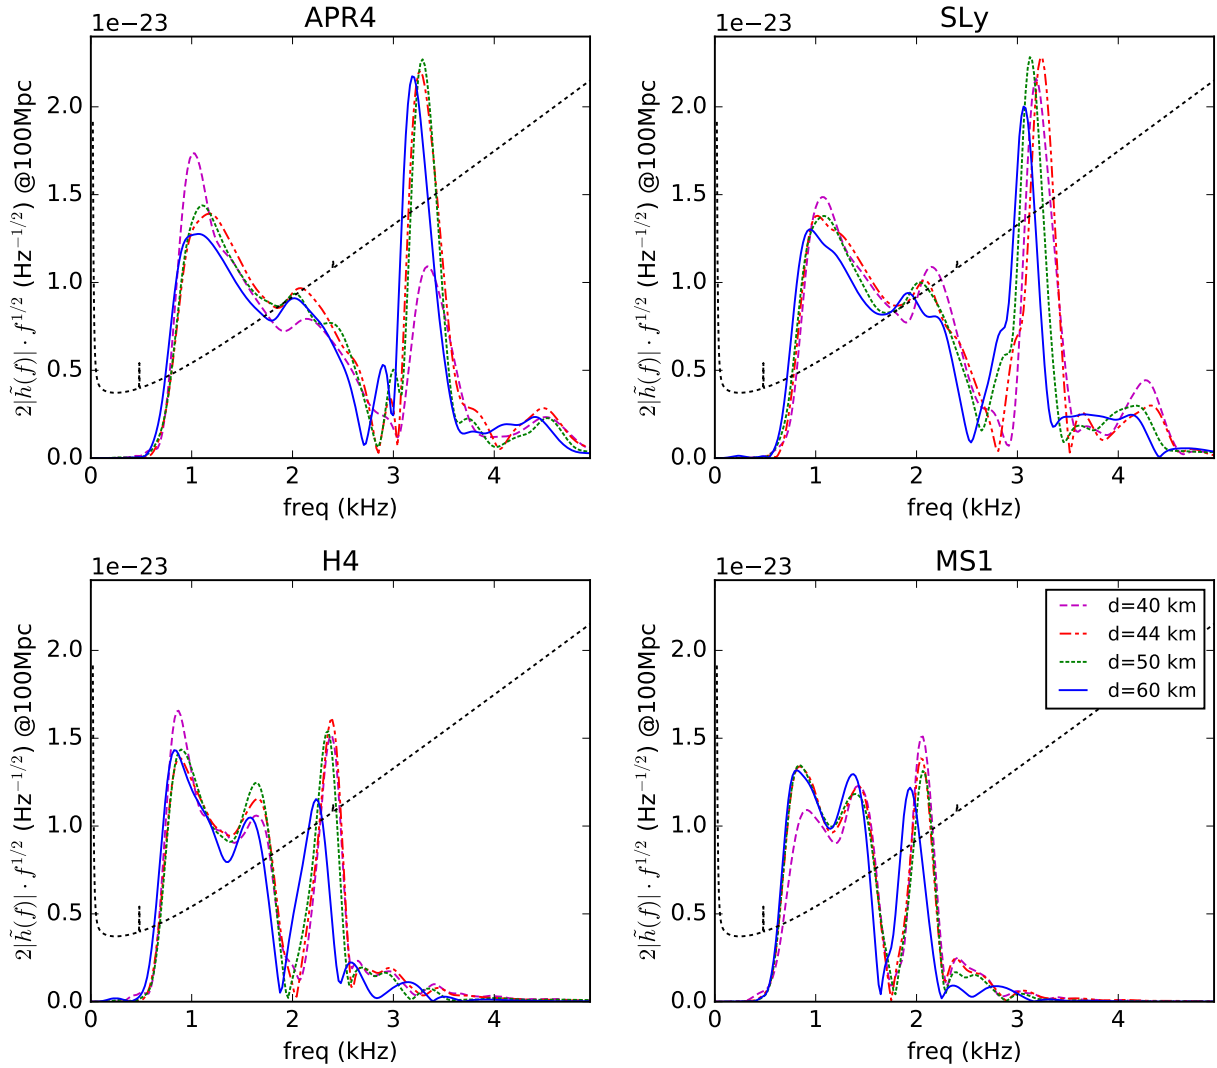 APR4
1e−23
2|h̃(f)| · f^{1/2} (Hz^{−1/2}) @100Mpc
2.0
1.5
1.0
0.5
0.0
0 1 2 3 4
freq (kHz)
SLy
1e−23
2|h̃(f)| · f^{1/2} (Hz^{−1/2}) @100Mpc
2.0
1.5
1.0
0.5
0.0
0 1 2 3 4
freq (kHz)
H4
1e−23
2|h̃(f)| · f^{1/2} (Hz^{−1/2}) @100Mpc
2.0
1.5
1.0
0.5
0.0
0 1 2 3 4
freq (kHz)
MS1
1e−23
2|h̃(f)| · f^{1/2} (Hz^{−1/2}) @100Mpc
2.0
1.5
1.0
0.5
0.0
0 1 2 3 4
freq (kHz)
d=40 km
d=44 km
d=50 km
d=60 km